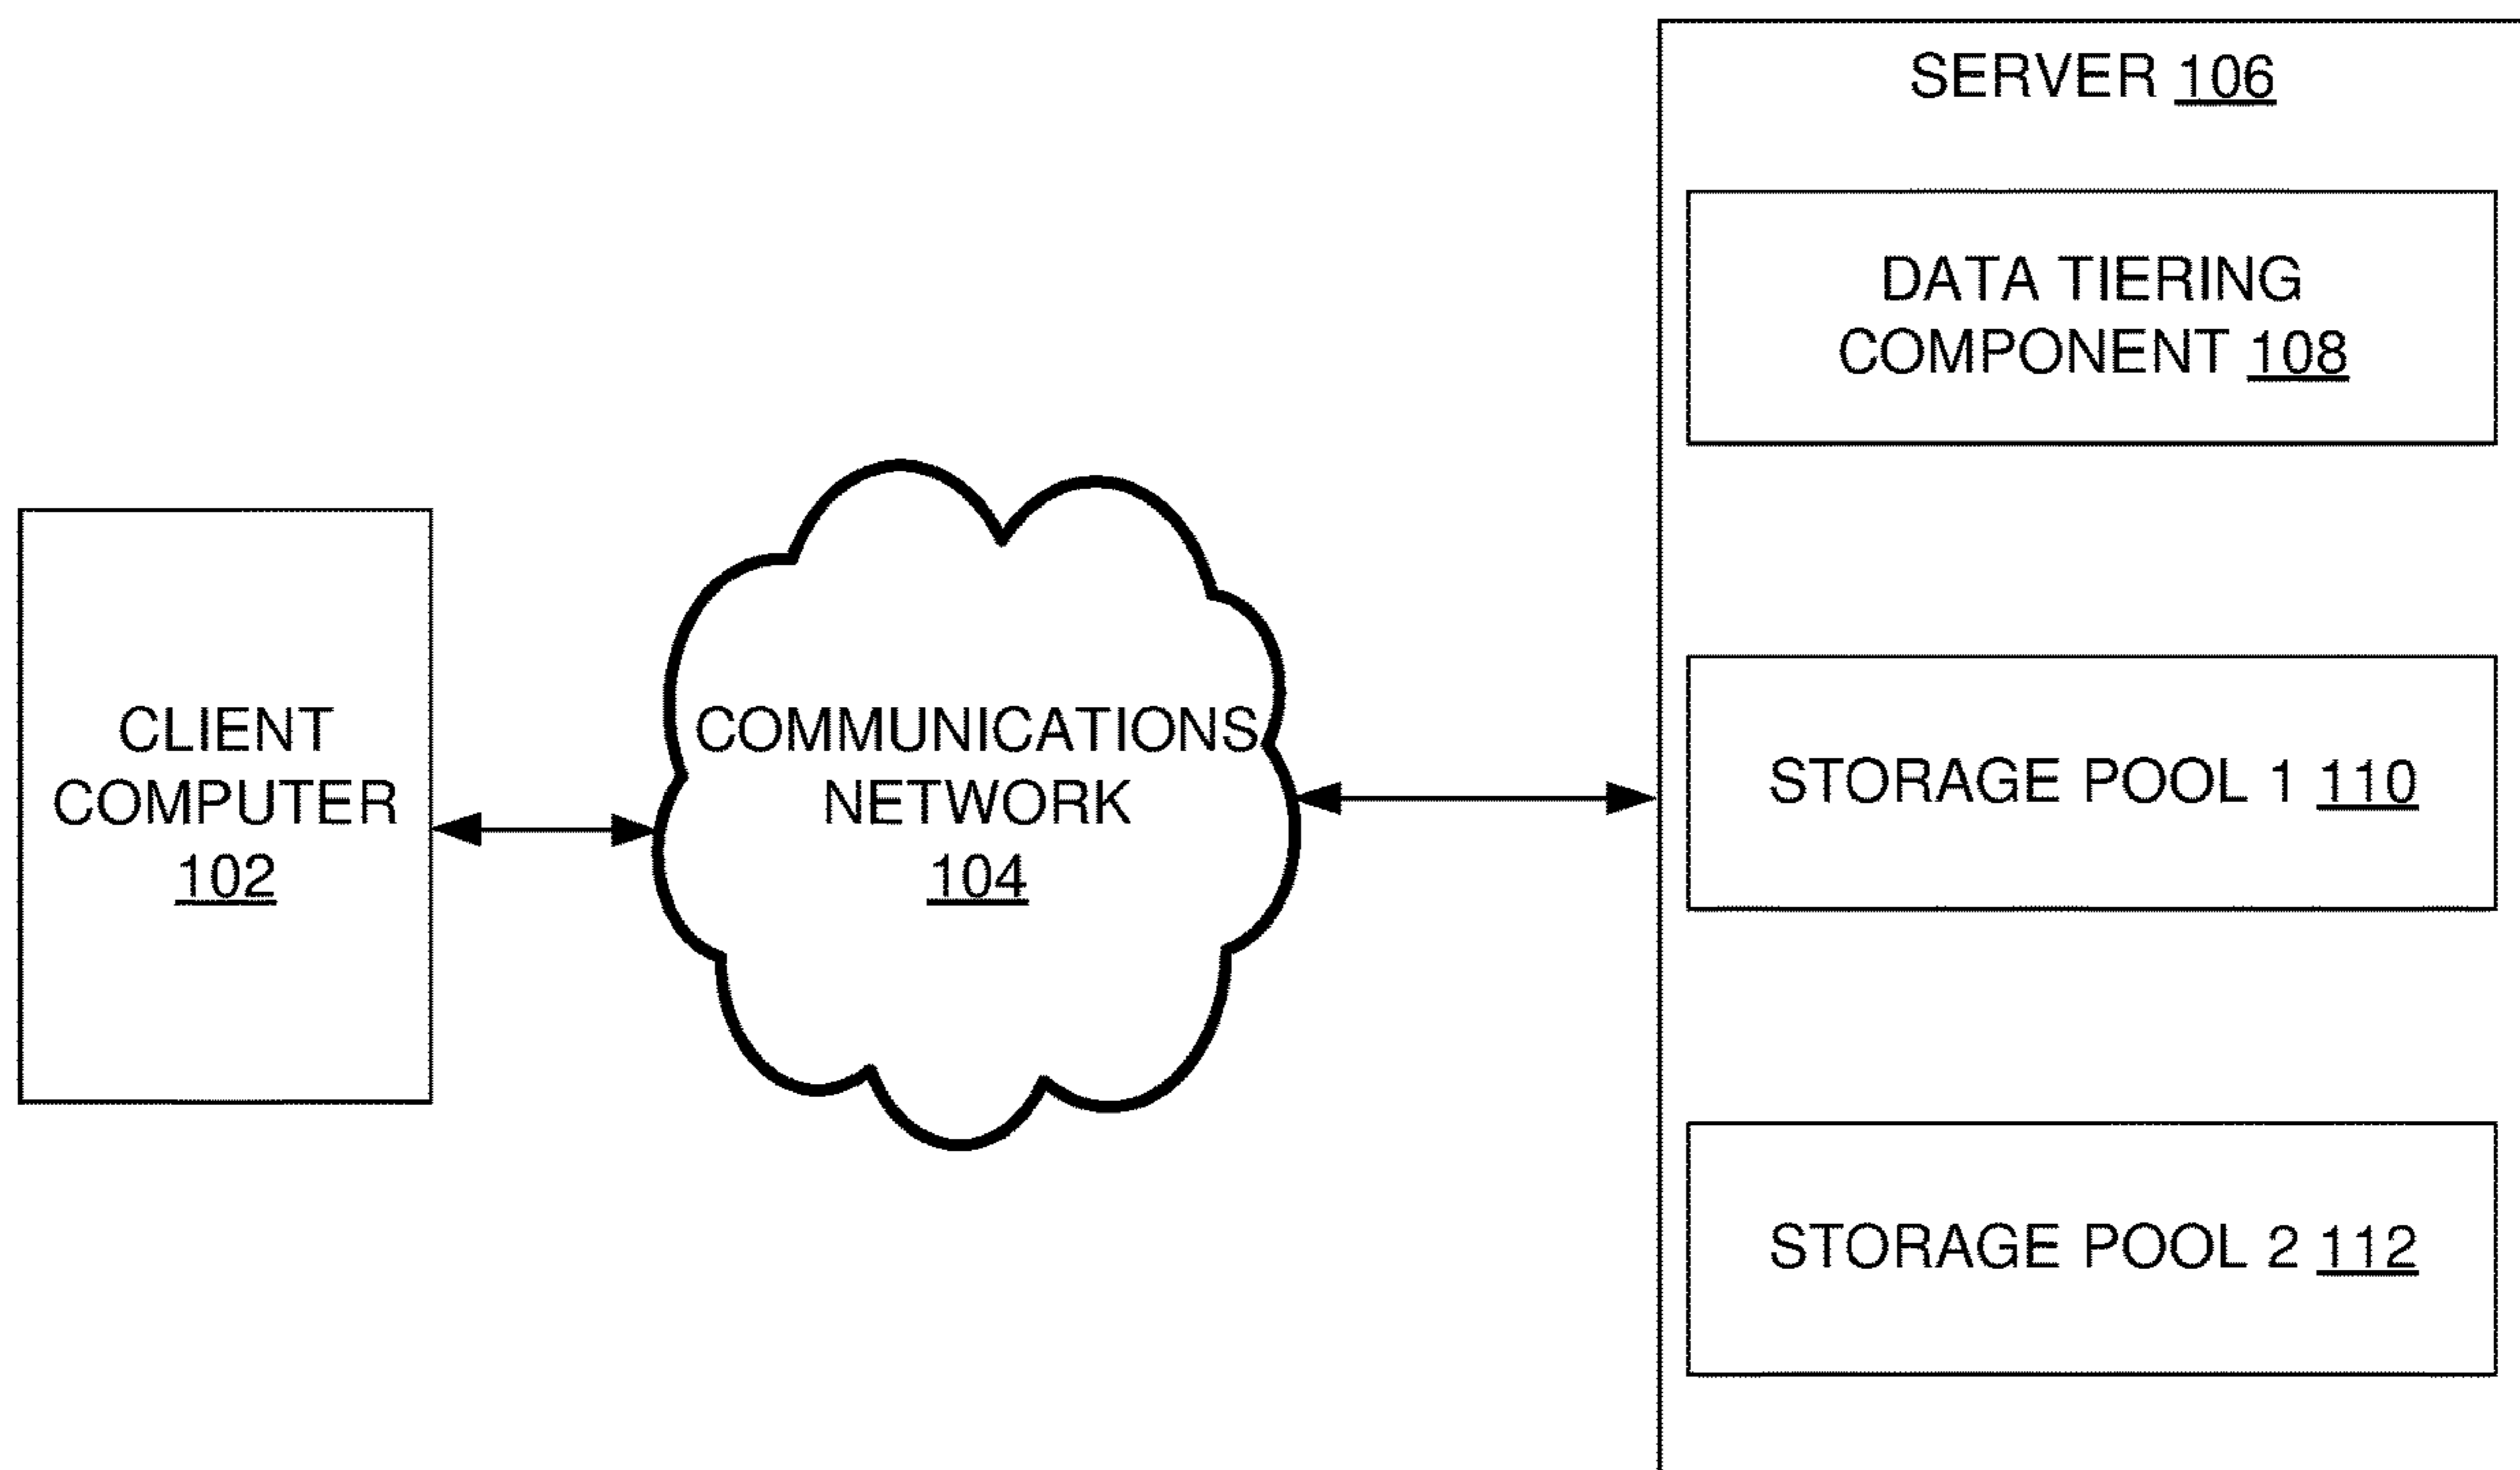 SERVER 106
DATA TIERING
COMPONENT 108
CLIENT
COMPUTER
102
COMMUNICATIONS
NETWORK
104
STORAGE POOL 1 110
STORAGE POOL 2 112